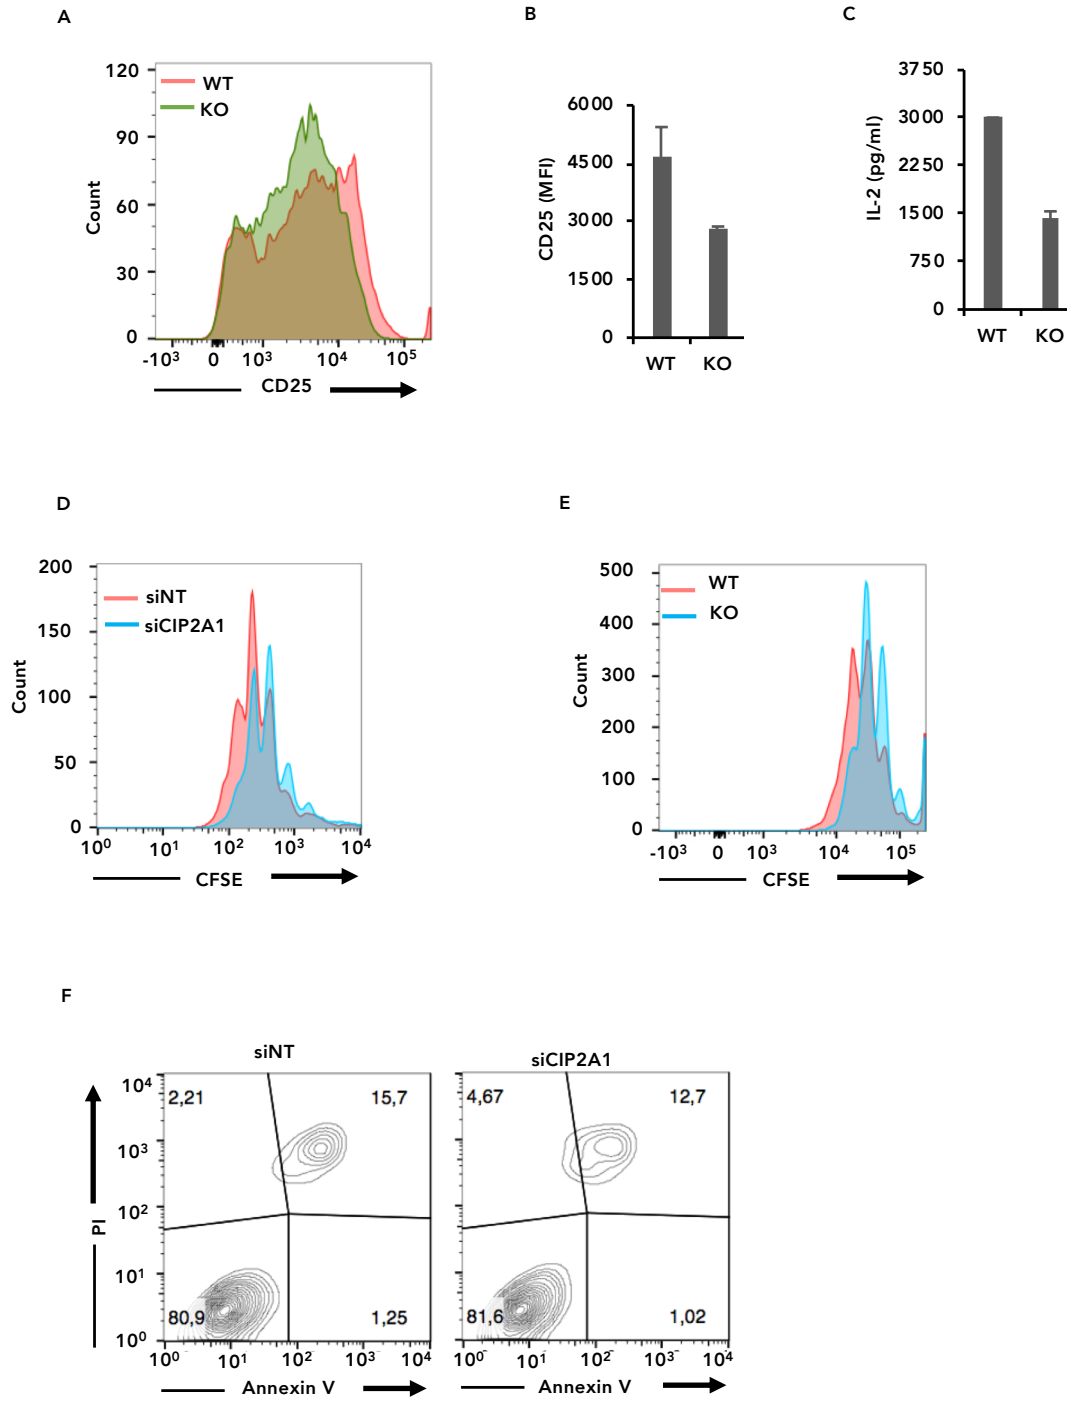 A
WT
KO
120
90
60
30
0
Count
-10³ 0 10³ 10⁴ 10⁵
CD25
B
6000
4500
3000
1500
0
CD25 (MFI)
WT KO
C
3750
3000
2250
1500
750
0
IL-2 (pg/ml)
WT KO
D
siNT
siCIP2A1
200
150
100
50
0
Count
10⁰ 10¹ 10² 10³ 10⁴
CFSE
E
WT
KO
500
400
300
200
100
0
Count
-10³ 0 10³ 10⁴ 10⁵
CFSE
F
siNT
10⁴
10³
10²
10¹
10⁰
PI
2,21 15,7
80,9 1,25
10⁰ 10¹ 10² 10³ 10⁴
Annexin V
siCIP2A1
4,67 12,7
81,6 1,02
10⁰ 10¹ 10² 10³ 10⁴
Annexin V